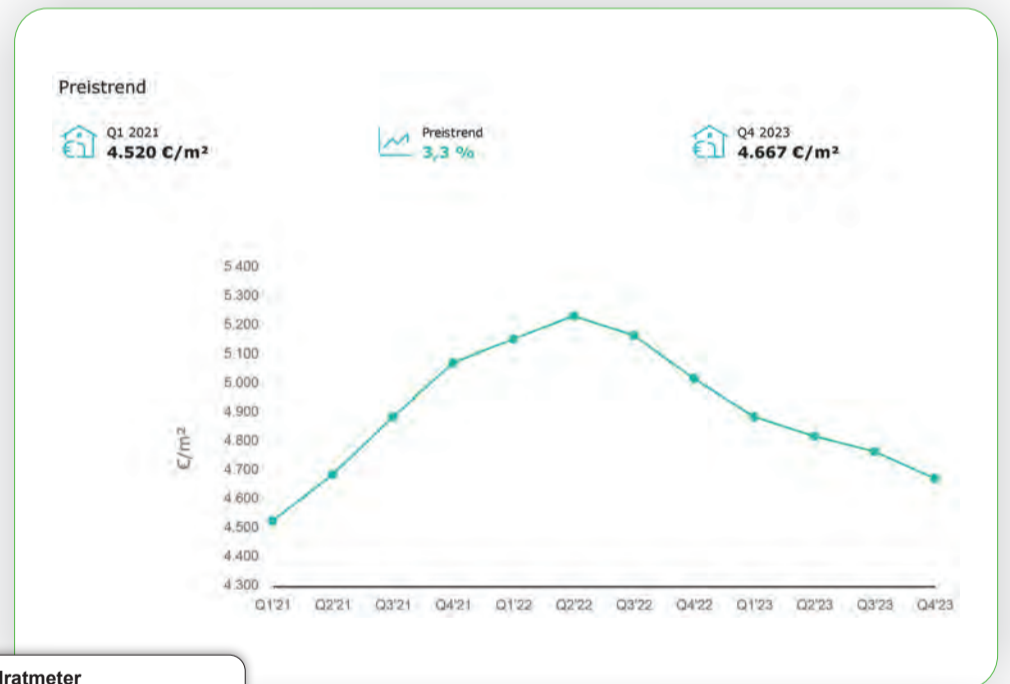 Preistrend
Q1 2021
4.520 €/m²
Preistrend
3,3 %
Q4 2023
4.667 €/m²
5.400
5.300
5.200
5.100
5.000
4.900
4.800
4.700
4.600
4.500
4.400
4.300
€/m²
Q1'21 Q2'21 Q3'21 Q4'21 Q1'22 Q2'22 Q3'22 Q4'22 Q1'23 Q2'23 Q3'23 Q4'23